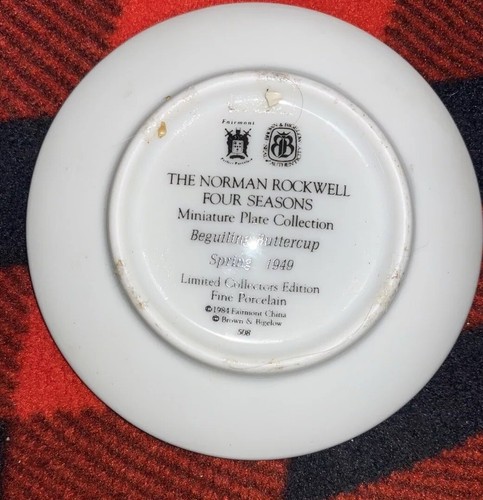 Fairmont
THE NORMAN ROCKWELL
FOUR SEASONS
Miniature Plate Collection
Beguiling Buttercup
Spring 1949
Limited Collectors Edition
Fine Porcelain
©1984 Fairmont China
© Brown & Bigelow
508